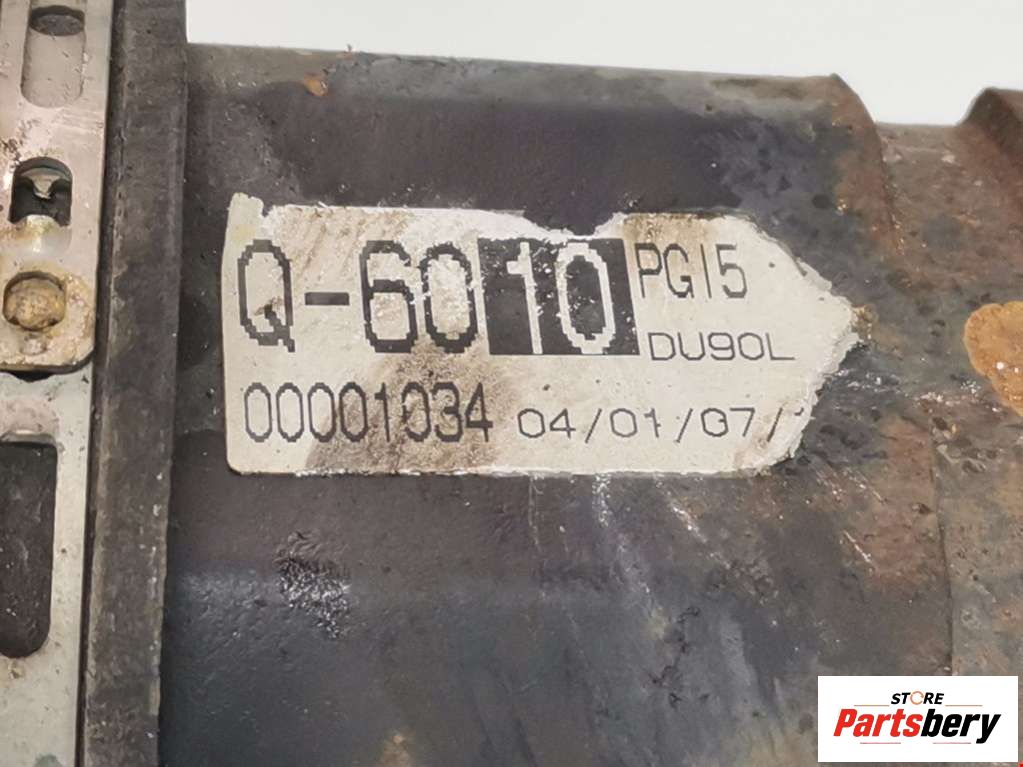 Q-6010 PG15
DU90L
00001034 04/01/07/
STORE
Partsbery